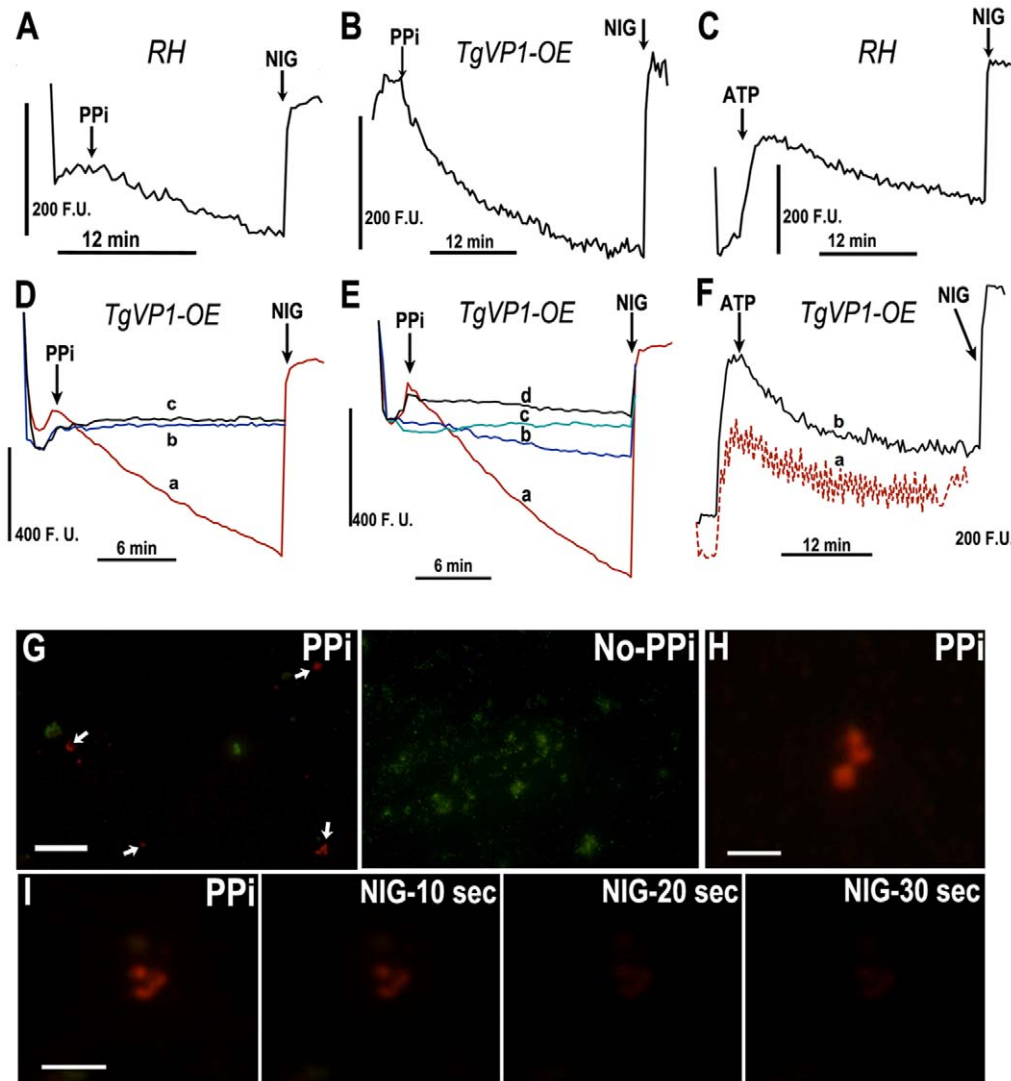 A
RH
NIG
PPi
200 F.U.
12 min
B
PPi
TgVP1-OE
NIG
200 F.U.
12 min
C
RH
NIG
ATP
200 F.U.
12 min
D
TgVP1-OE
NIG
PPi
c
b
a
400 F. U.
6 min
E
TgVP1-OE
NIG
PPi
d
c
b
a
400 F. U.
6 min
F
ATP
TgVP1-OE
NIG
b
a
12 min
200 F.U.
G
PPi
No-PPi
H
PPi
I
PPi
NIG-10 sec
NIG-20 sec
NIG-30 sec